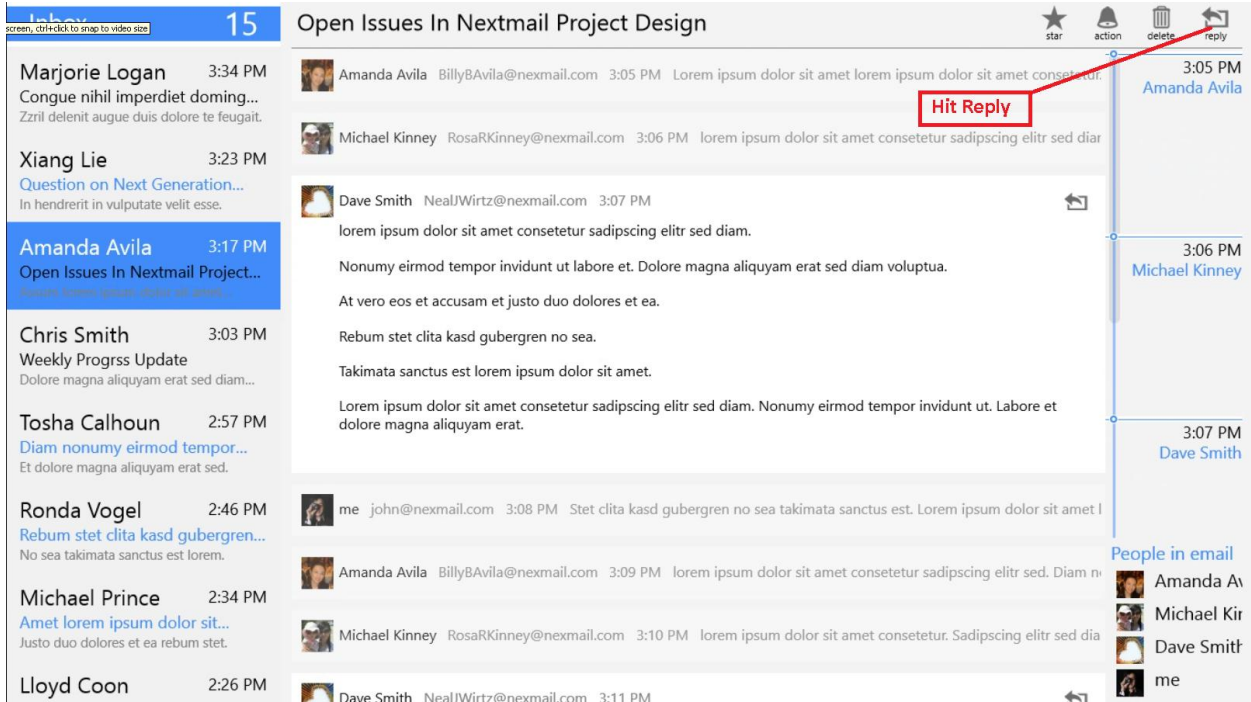 Inbox 15
screen, ctrl+click to snap to video size
Marjorie Logan 3:34 PM
Congue nihil imperdiet doming...
Zzril delenit augue duis dolore te feugait.
Xiang Lie 3:23 PM
Question on Next Generation...
In hendrerit in vulputate velit esse.
Amanda Avila 3:17 PM
Open Issues In Nextmail Project...
Chris Smith 3:03 PM
Weekly Progrss Update
Dolore magna aliquyam erat sed diam...
Tosha Calhoun 2:57 PM
Diam nonumy eirmod tempor...
Et dolore magna aliquyam erat sed.
Ronda Vogel 2:46 PM
Rebum stet clita kasd gubergren...
No sea takimata sanctus est lorem.
Michael Prince 2:34 PM
Amet lorem ipsum dolor sit...
Justo duo dolores et ea rebum stet.
Lloyd Coon 2:26 PM
Open Issues In Nextmail Project Design
star action delete reply
Hit Reply
Amanda Avila BillyBAvila@nexmail.com 3:05 PM Lorem ipsum dolor sit amet lorem ipsum dolor sit amet consetetur.
Michael Kinney RosaRKinney@nexmail.com 3:06 PM lorem ipsum dolor sit amet consetetur sadipscing elitr sed diar
Dave Smith NealJWirtz@nexmail.com 3:07 PM
lorem ipsum dolor sit amet consetetur sadipscing elitr sed diam.
Nonumy eirmod tempor invidunt ut labore et. Dolore magna aliquyam erat sed diam voluptua.
At vero eos et accusam et justo duo dolores et ea.
Rebum stet clita kasd gubergren no sea.
Takimata sanctus est lorem ipsum dolor sit amet.
Lorem ipsum dolor sit amet consetetur sadipscing elitr sed diam. Nonumy eirmod tempor invidunt ut. Labore et
dolore magna aliquyam erat.
me john@nexmail.com 3:08 PM Stet clita kasd gubergren no sea takimata sanctus est. Lorem ipsum dolor sit amet l
Amanda Avila BillyBAvila@nexmail.com 3:09 PM lorem ipsum dolor sit amet consetetur sadipscing elitr sed. Diam n
Michael Kinney RosaRKinney@nexmail.com 3:10 PM lorem ipsum dolor sit amet consetetur. Sadipscing elitr sed dia
Dave Smith NealJWirtz@nexmail.com 3:11 PM
3:05 PM
Amanda Avila
3:06 PM
Michael Kinney
3:07 PM
Dave Smith
People in email
Amanda Av
Michael Kir
Dave Smith
me